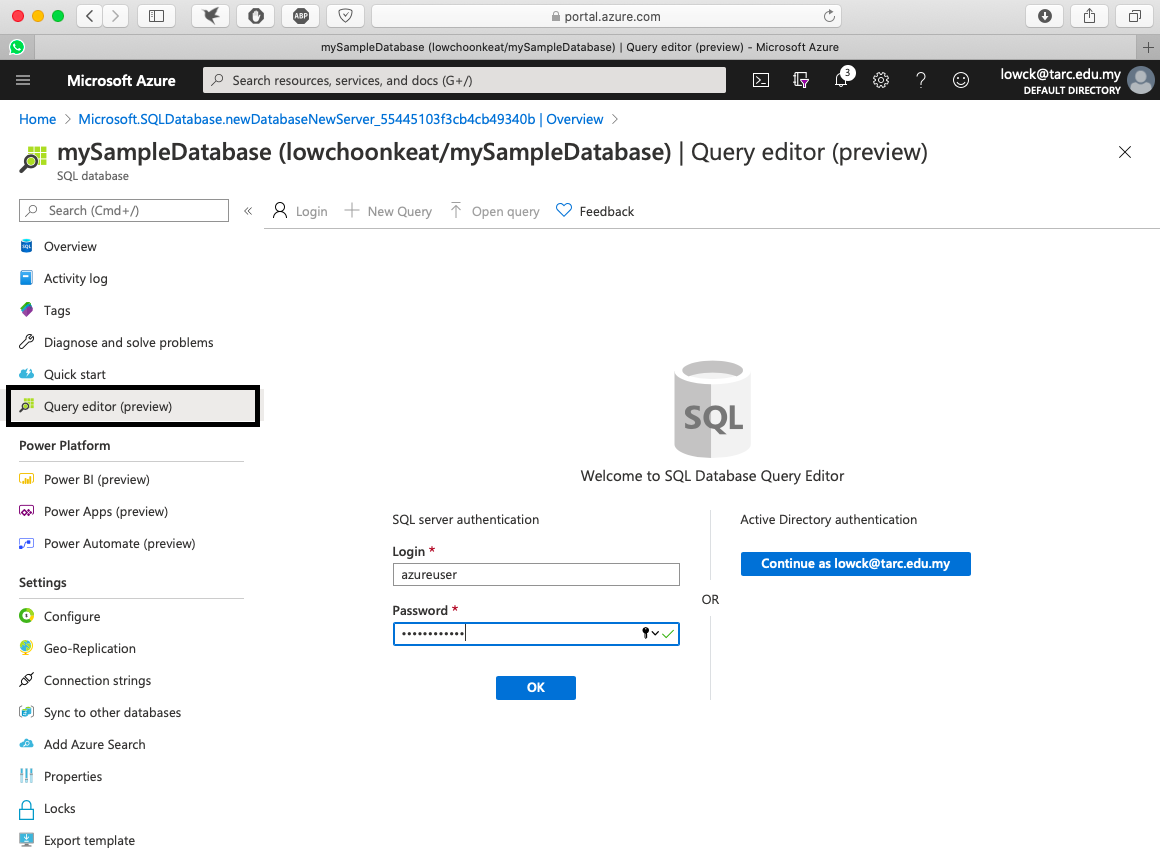 portal.azure.com
mySampleDatabase (lowchoonkeat/mySampleDatabase) | Query editor (preview) - Microsoft Azure
Microsoft Azure
Search resources, services, and docs (G+/)
3
lowck@tarc.edu.my
DEFAULT DIRECTORY
Home > Microsoft.SQLDatabase.newDatabaseNewServer_55445103f3cb4cb49340b | Overview >
mySampleDatabase (lowchoonkeat/mySampleDatabase) | Query editor (preview)
SQL database
Search (Cmd+/)
«
Login
New Query
Open query
Feedback
Overview
Activity log
Tags
Diagnose and solve problems
Quick start
Query editor (preview)
Power Platform
Power BI (preview)
Power Apps (preview)
Power Automate (preview)
Settings
Configure
Geo-Replication
Connection strings
Sync to other databases
Add Azure Search
Properties
Locks
Export template
SQL
Welcome to SQL Database Query Editor
SQL server authentication
Login *
azureuser
Password *
••••••••••••
OK
OR
Active Directory authentication
Continue as lowck@tarc.edu.my
ABP
SQL